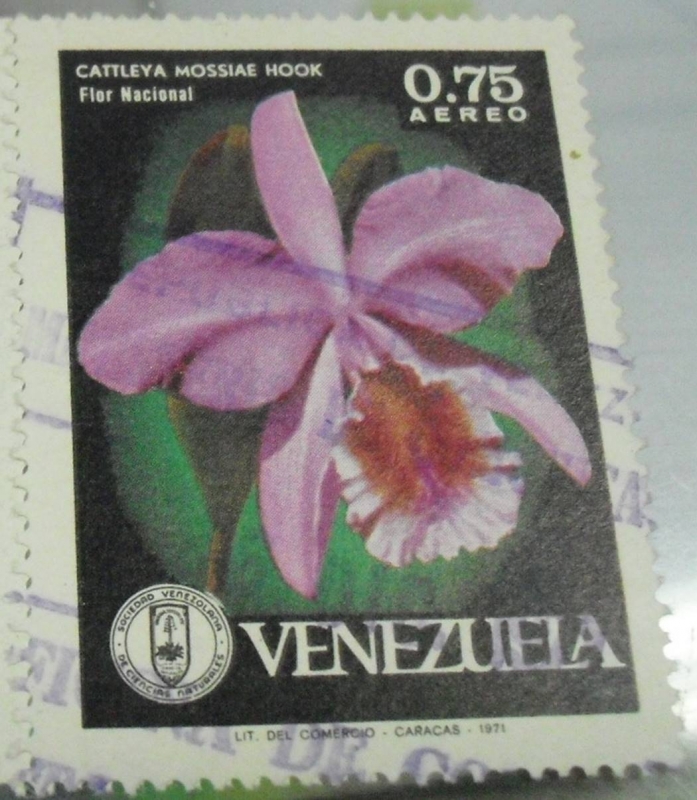 CATTLEYA MOSSIAE HOOK
Flor Nacional
0.75
AEREO
SOCIEDAD VENEZOLANA
DE CIENCIAS NATURALES
VENEZUELA
LIT. DEL COMERCIO - CARACAS - 1971